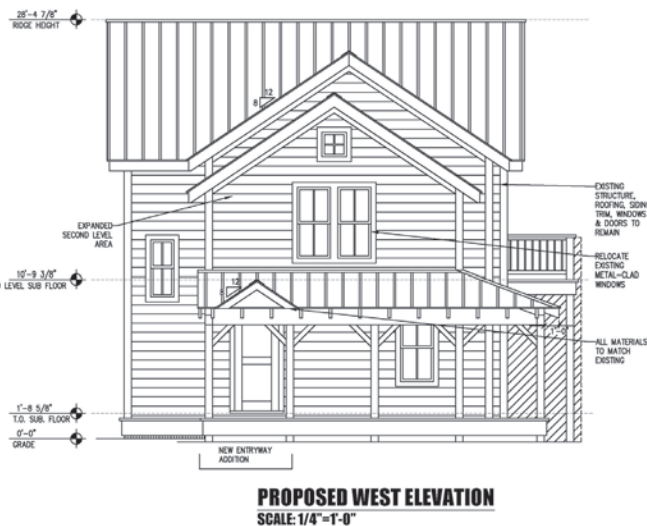 28'-4 7/8"
RIDGE HEIGHT
12
8
EXISTING
STRUCTURE,
ROOFING, SIDING
TRIM, WINDOWS
& DOORS TO
REMAIN
EXPANDED
SECOND LEVEL
AREA
RELOCATE
EXISTING
METAL-CLAD
WINDOWS
10'-9 3/8"
LEVEL SUB FLOOR
12
8
1'-0"
ALL MATERIALS
TO MATCH
EXISTING
1'-8 5/8"
T.O. SUB. FLOOR
0'-0"
GRADE
NEW ENTRYWAY
ADDITION
PROPOSED WEST ELEVATION
SCALE: 1/4"=1'-0"